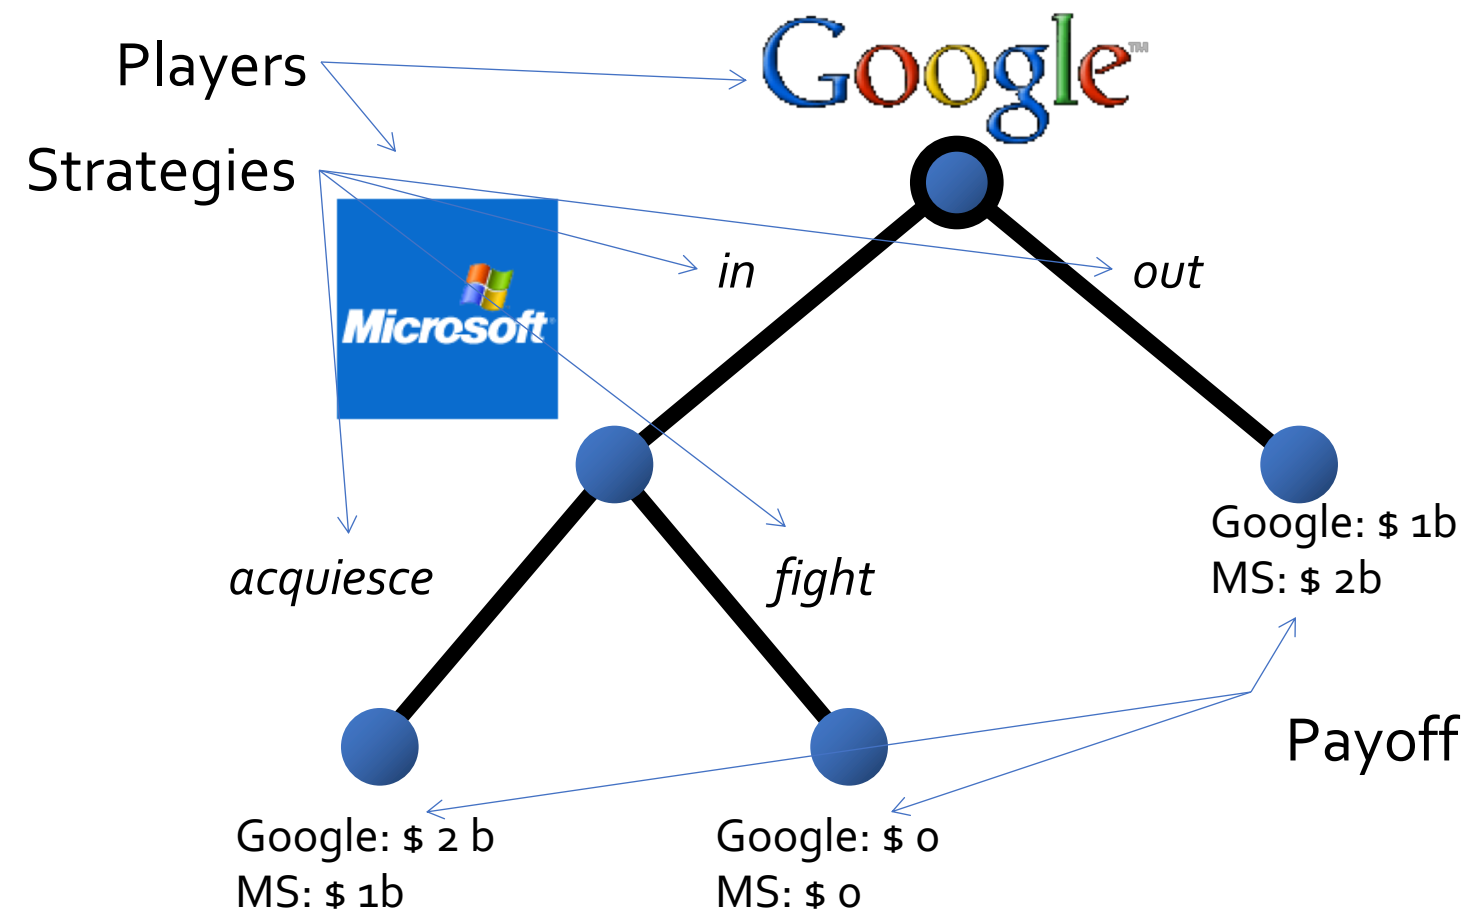 Players
Google™
Strategies
in
out
Microsoft
Google: $ 1b
MS: $ 2b
acquiesce
fight
Payoff
Google: $ 2 b
MS: $ 1b
Google: $ 0
MS: $ 0